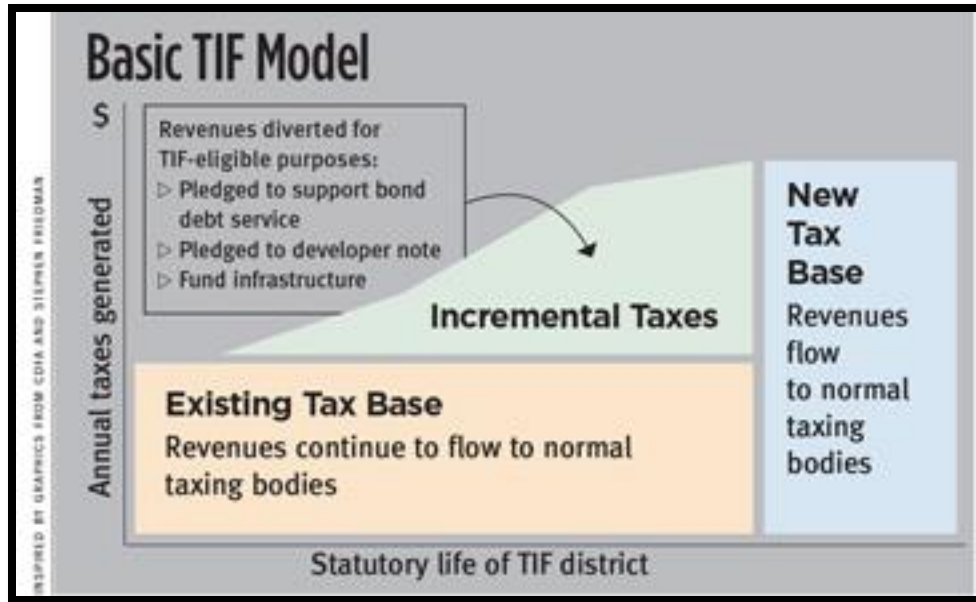 Basic TIF Model
$
Annual taxes generated
Revenues diverted for
TIF-eligible purposes:
▷ Pledged to support bond
debt service
▷ Pledged to developer note
▷ Fund infrastructure
Incremental Taxes
Existing Tax Base
Revenues continue to flow to normal
taxing bodies
New
Tax
Base
Revenues
flow
to normal
taxing
bodies
Statutory life of TIF district
INSPIRED BY GRAPHICS FROM CDFA AND STEPHEN FRIEDMAN